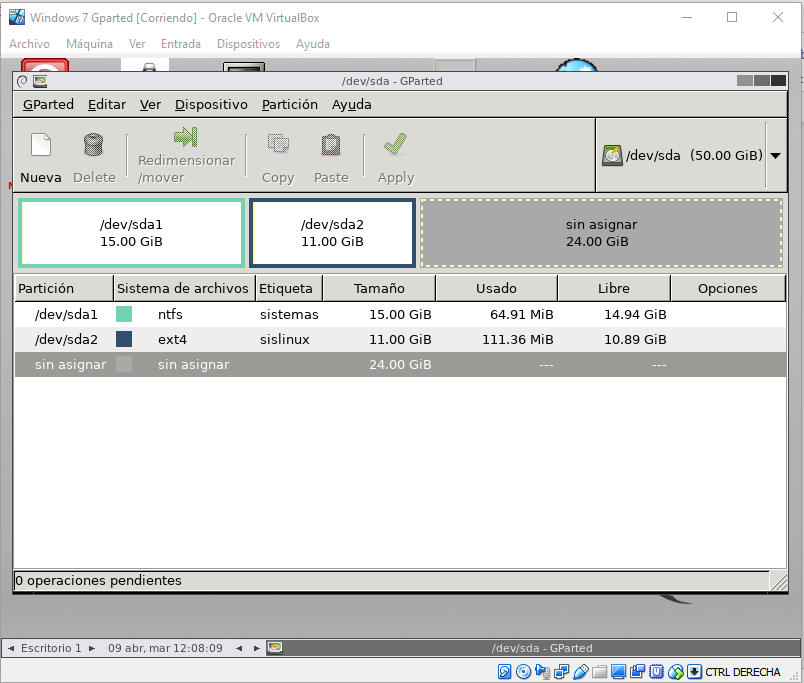 Windows 7 Gparted [Corriendo] - Oracle VM VirtualBox
Archivo Máquina Ver Entrada Dispositivos Ayuda
/dev/sda - GParted
GParted Editar Ver Dispositivo Partición Ayuda
Nueva Delete Redimensionar /mover Copy Paste Apply /dev/sda (50.00 GiB)
/dev/sda1 /dev/sda2 sin asignar
15.00 GiB 11.00 GiB 24.00 GiB
Partición Sistema de archivos Etiqueta Tamaño Usado Libre Opciones
/dev/sda1 ntfs sistemas 15.00 GiB 64.91 MiB 14.94 GiB
/dev/sda2 ext4 sislinux 11.00 GiB 111.36 MiB 10.89 GiB
sin asignar sin asignar 24.00 GiB --- ---
0 operaciones pendientes
Escritorio 1 09 abr, mar 12:08:09 /dev/sda - GParted
CTRL DERECHA